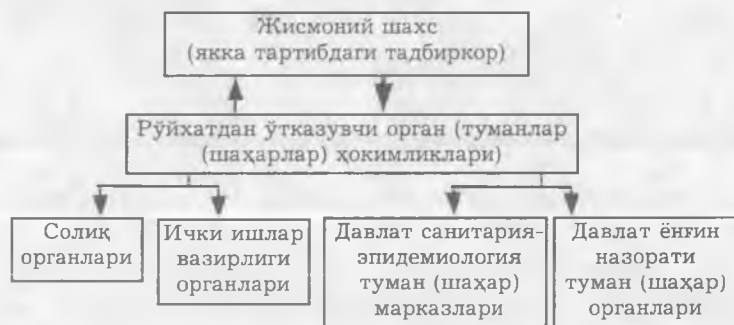 Жисмоний шахс
(якка тартибдаги тадбиркор)
Рўйхатдан ўтказувчи орган (туманлар
(шаҳарлар) ҳокимликлари)
Солиқ
органлари
Ички ишлар
вазирлиги
органлари
Давлат санитария-
эпидемиология
туман (шаҳар)
марказлари
Давлат ёнғин
назорати
туман (шаҳар)
органлари